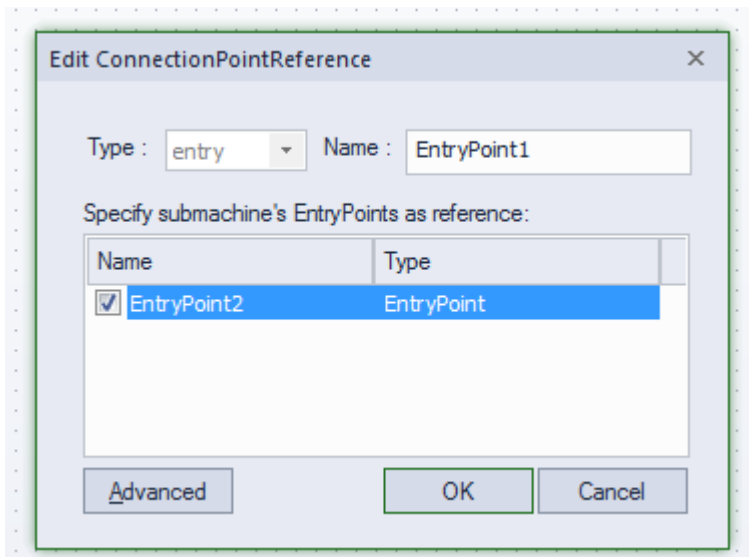 Edit ConnectionPointReference
Type : entry Name : EntryPoint1
Specify submachine's EntryPoints as reference:
Name Type
EntryPoint2 EntryPoint
Advanced OK Cancel